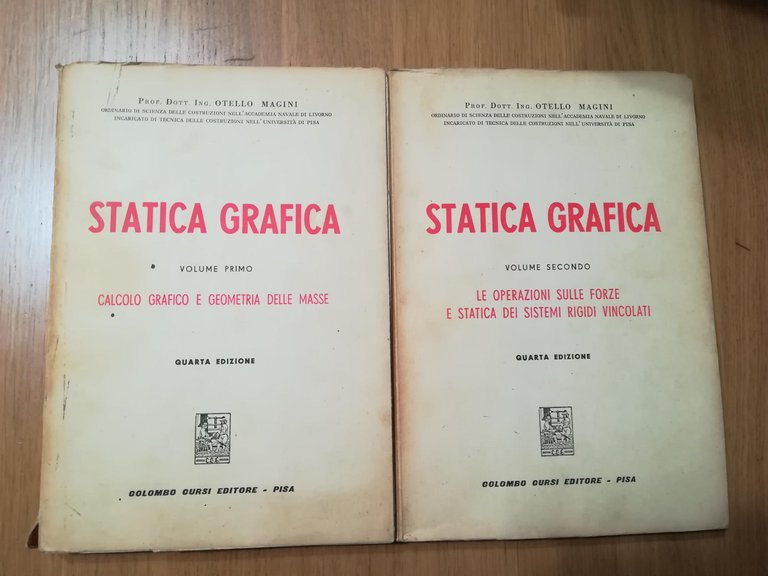 Prof. Dott. Ing. OTELLO MAGINI
ORDINARIO DI SCIENZA DELLE COSTRUZIONI NELL'ACCADEMIA NAVALE DI LIVORNO
INCARICATO DI TECNICA DELLE COSTRUZIONI NELL'UNIVERSITÀ DI PISA
STATICA GRAFICA
VOLUME PRIMO
CALCOLO GRAFICO E GEOMETRIA DELLE MASSE
QUARTA EDIZIONE
C.C.E.
COLOMBO CURSI EDITORE - PISA
Prof. Dott. Ing. OTELLO MAGINI
ORDINARIO DI SCIENZA DELLE COSTRUZIONI NELL'ACCADEMIA NAVALE DI LIVORNO
INCARICATO DI TECNICA DELLE COSTRUZIONI NELL'UNIVERSITÀ DI PISA
STATICA GRAFICA
VOLUME SECONDO
LE OPERAZIONI SULLE FORZE
E STATICA DEI SISTEMI RIGIDI VINCOLATI
QUARTA EDIZIONE
C.C.E.
COLOMBO CURSI EDITORE - PISA